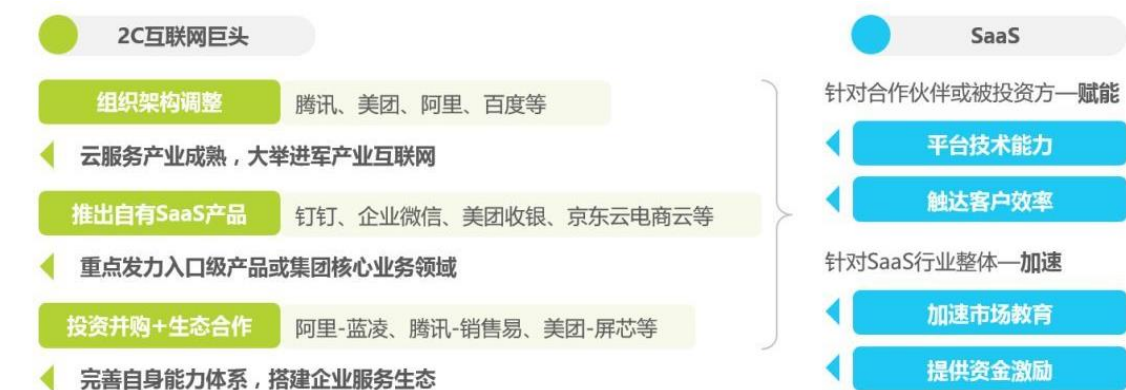 2C互联网巨头
组织架构调整 腾讯、美团、阿里、百度等
云服务产业成熟，大举进军产业互联网
推出自有SaaS产品 钉钉、企业微信、美团收银、京东云电商云等
重点发力入口级产品或集团核心业务领域
投资并购+生态合作 阿里-蓝凌、腾讯-销售易、美团-屏芯等
完善自身能力体系，搭建企业服务生态
SaaS
针对合作伙伴或被投资方—赋能
平台技术能力
触达客户效率
针对SaaS行业整体—加速
加速市场教育
提供资金激励